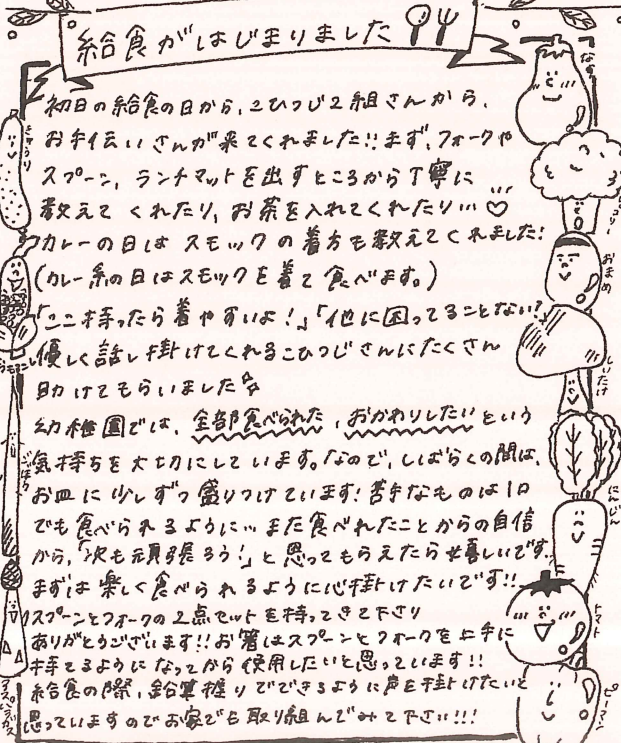 給食がはじまりました
初日の給食の日から、こひつじ2組さんから、
お手伝いさんが来てくれました!!まず、フォークや
スプーン、ランチマットを出すところから丁寧に
教えて くれたり、お茶を入れてくれたり…♡
カレーの日は スモックの着方も教えてくれました!
(カレー系の日はスモックを着て食べます。)
「ここ持ったら着やすいよ!」「他に困ってることない?」
優しく話し掛けてくれるこひつじさんにたくさん
助けてもらいました☆
幼稚園では、全部食べられた、おかわりしたいという
気持ちを大切にしています。なので、しばらくの間は、
お皿に少しずつ盛りつけています!苦手なものは1口
でも食べられるように…また食べれたことからの自信
から、「次も頑張ろう!」と思ってもらえたら嬉しいです。
まずは楽しく食べられるように心掛けたいです!!
スプーンとフォークの2点セットを持ってきて下さり
ありがとうございます!!お箸はスプーンとフォークを上手に
持てるようになってから使用したいと思っています!!
給食の際、鉛筆握りでできるように声を掛けたいと
思っていますのでお家でも取り組んでみて下さい!!!
なす
きゅうり
ブロッコリー
おまめ
とうもろこし
しいたけ
ごぼう
にんじん
トマト
アスパラガス
ピーマン